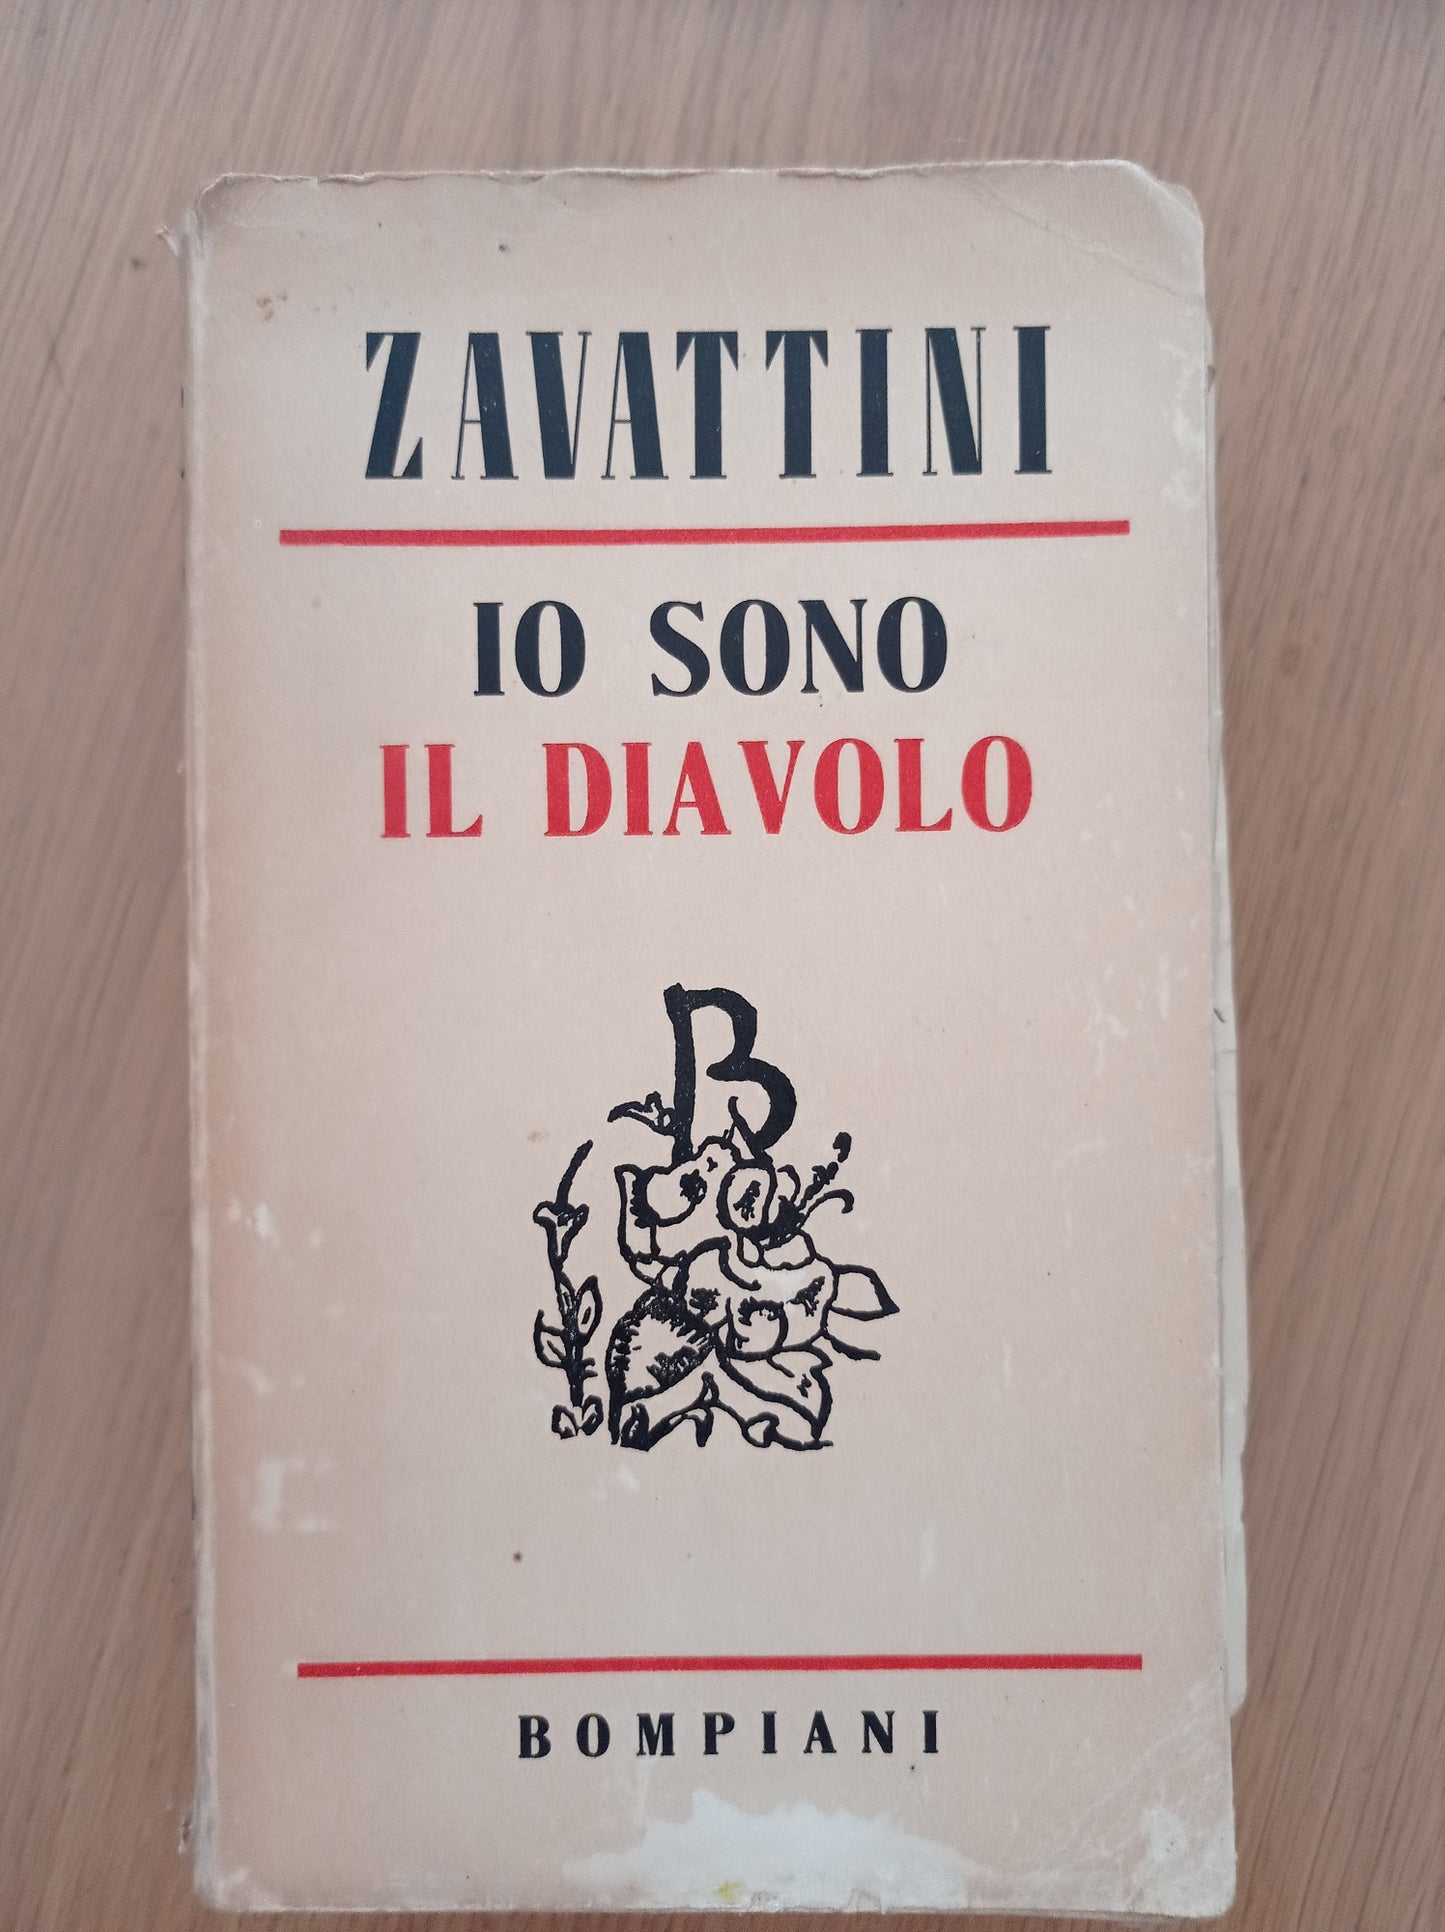 ZAVATTINI
IO SONO
IL DIAVOLO
B
BOMPIANI